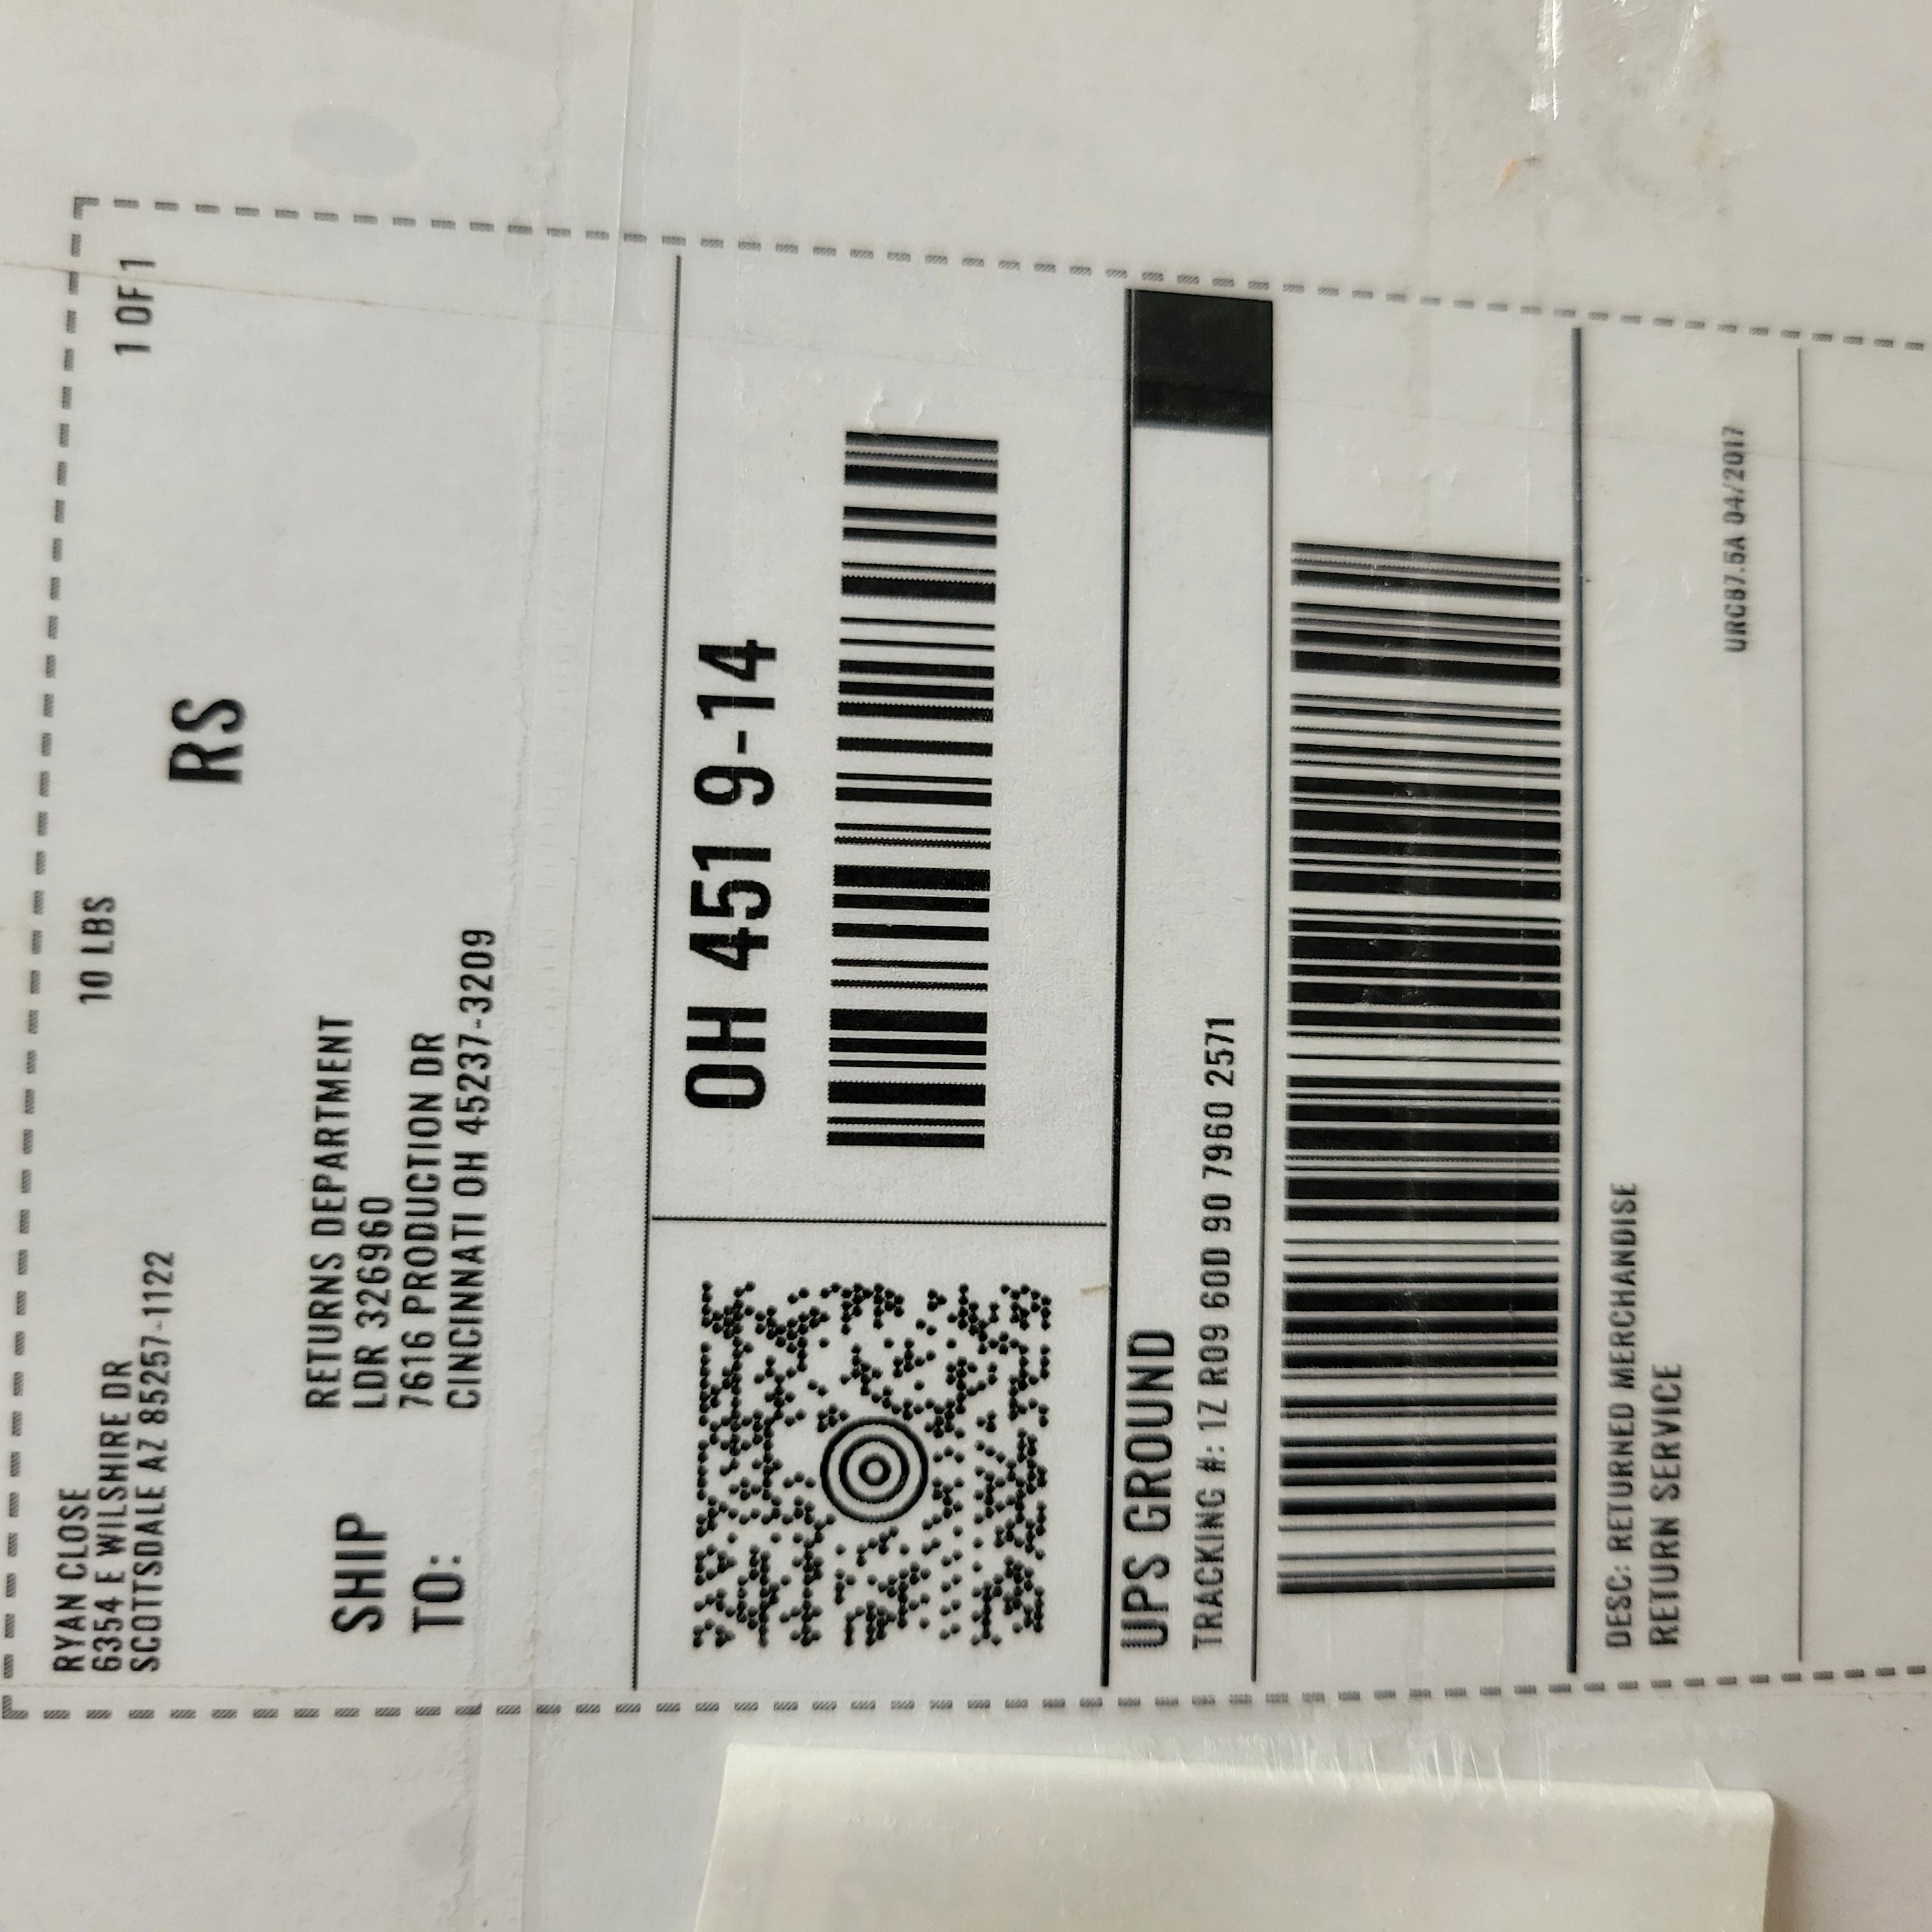 RYAN CLOSE
6354 E WILSHIRE DR
SCOTTSDALE AZ 85257-1122
10 LBS
1 OF 1
RS
SHIP
TO:
RETURNS DEPARTMENT
LDR 326960
7616 PRODUCTION DR
CINCINNATI OH 45237-3209
OH 451 9-14
UPS GROUND
TRACKING #: 1Z R09 60D 90 7960 2571
DESC: RETURNED MERCHANDISE
RETURN SERVICE
URC87.5A 04/2017